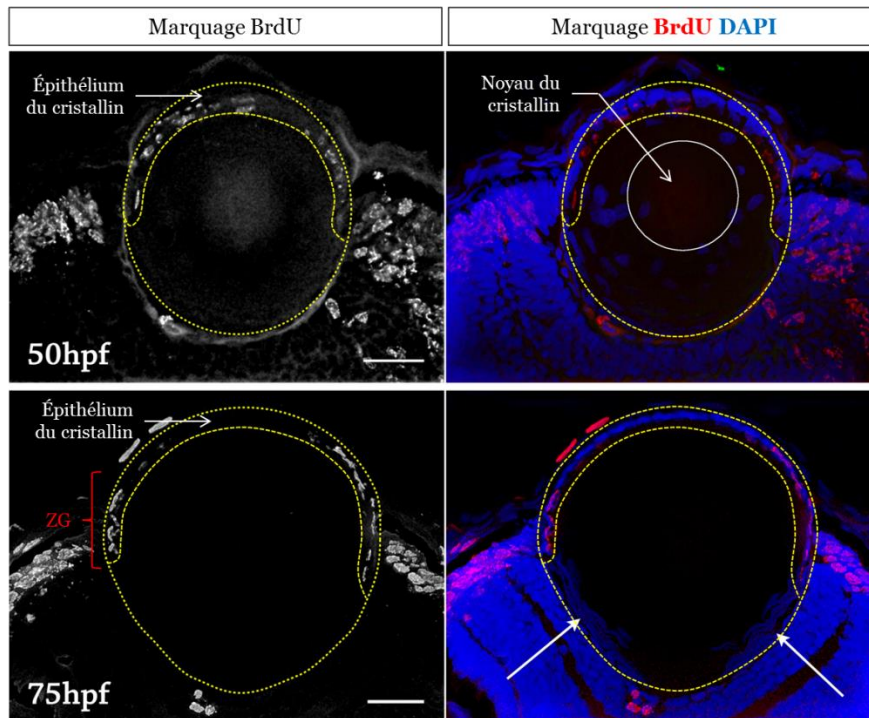 Marquage BrdU
Marquage BrdU DAPI
Épithélium
du cristallin
Noyau du
cristallin
50hpf
Épithélium
du cristallin
ZG
75hpf